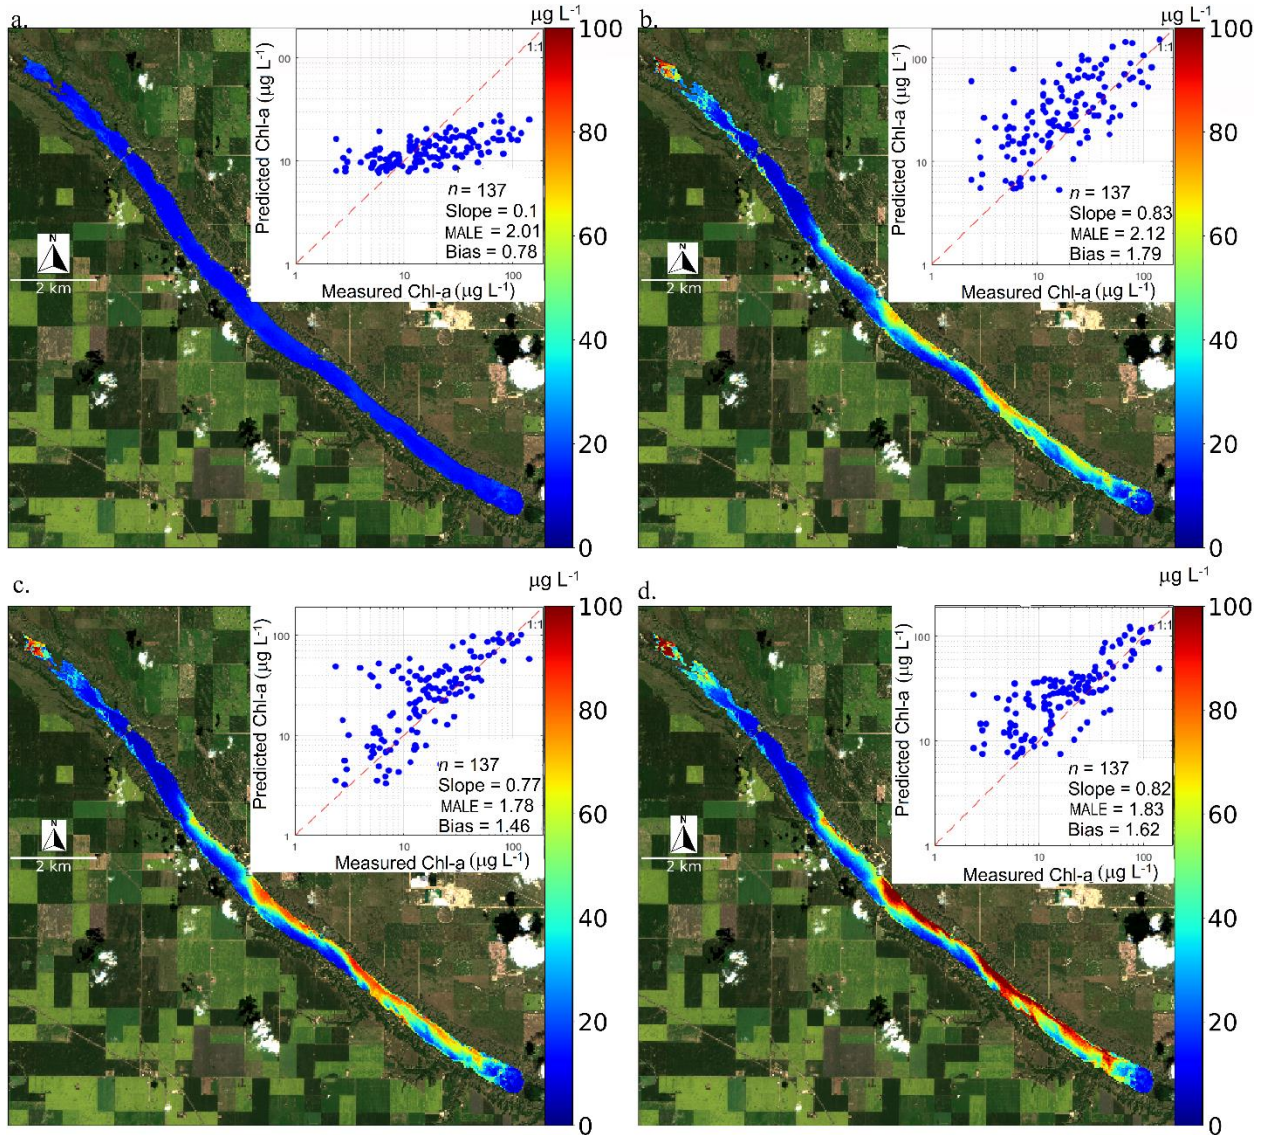 a.
µg L-1
100
80
60
40
20
0
N
2 km
Predicted Chl-a (µg L-1)
00
10
1
1:1
n = 137
Slope = 0.1
MALE = 2.01
Bias = 0.78
1
10
100
Measured Chl-a (µg L-1)
b.
µg L-1
100
80
60
40
20
0
N
2 km
Predicted Chl-a (µg L-1)
100
10
1
1:1
n = 137
Slope = 0.83
MALE = 2.12
Bias = 1.79
1
10
100
Measured Chl-a (µg L-1)
c.
µg L-1
100
80
60
40
20
0
N
2 km
Predicted Chl-a (µg L-1)
100
10
1
1:1
n = 137
Slope = 0.77
MALE = 1.78
Bias = 1.46
1
10
100
Measured Chl-a (µg L-1)
d.
µg L-1
100
80
60
40
20
0
N
2 km
Predicted Chl-a (µg L-1)
100
10
1
1:1
n = 137
Slope = 0.82
MALE = 1.83
Bias = 1.62
1
10
100
Measured Chl-a (µg L-1)